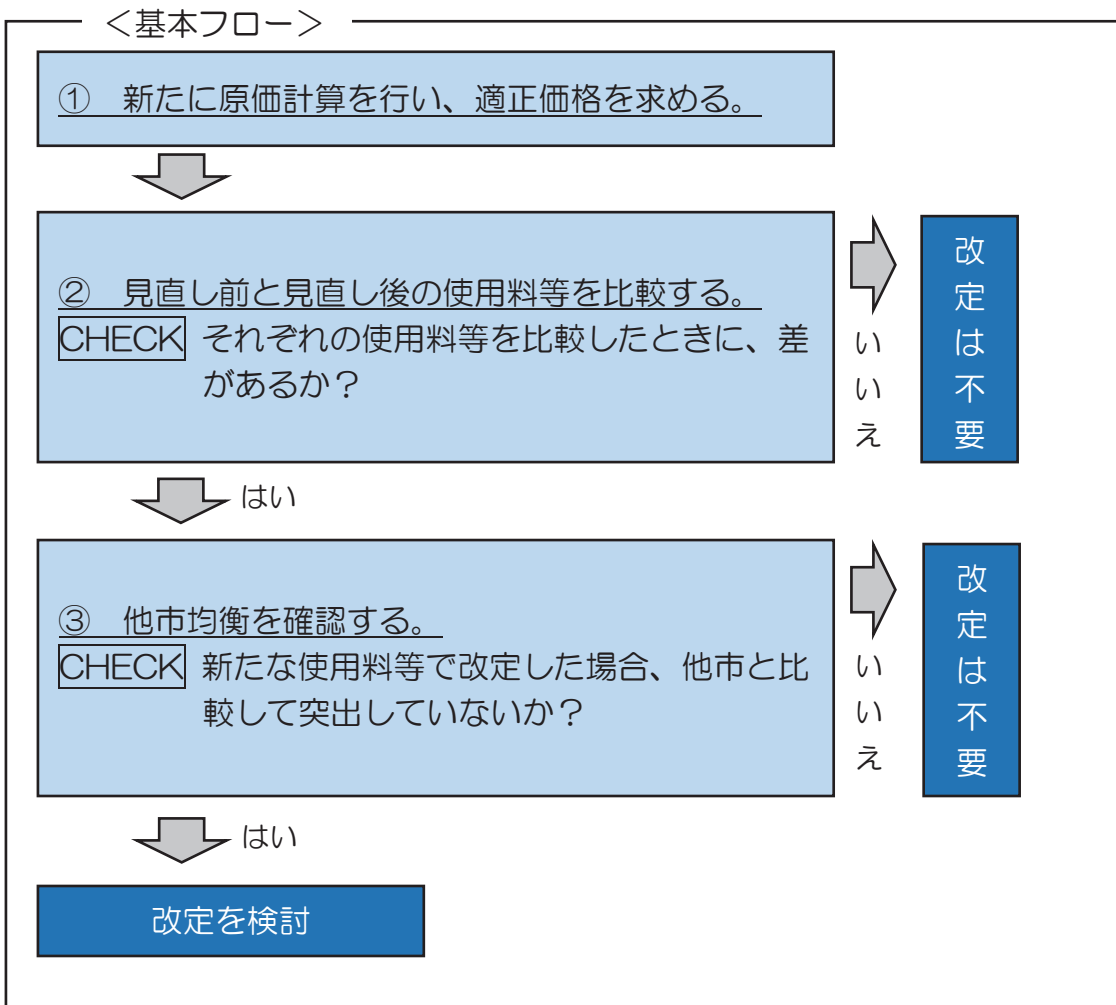 ＜基本フロー＞
① 新たに原価計算を行い、適正価格を求める。
② 見直し前と見直し後の使用料等を比較する。
CHECK それぞれの使用料等を比較したときに、差
があるか？
いいえ
改定は不要
はい
③ 他市均衡を確認する。
CHECK 新たな使用料等で改定した場合、他市と比
較して突出していないか？
いいえ
改定は不要
はい
改定を検討